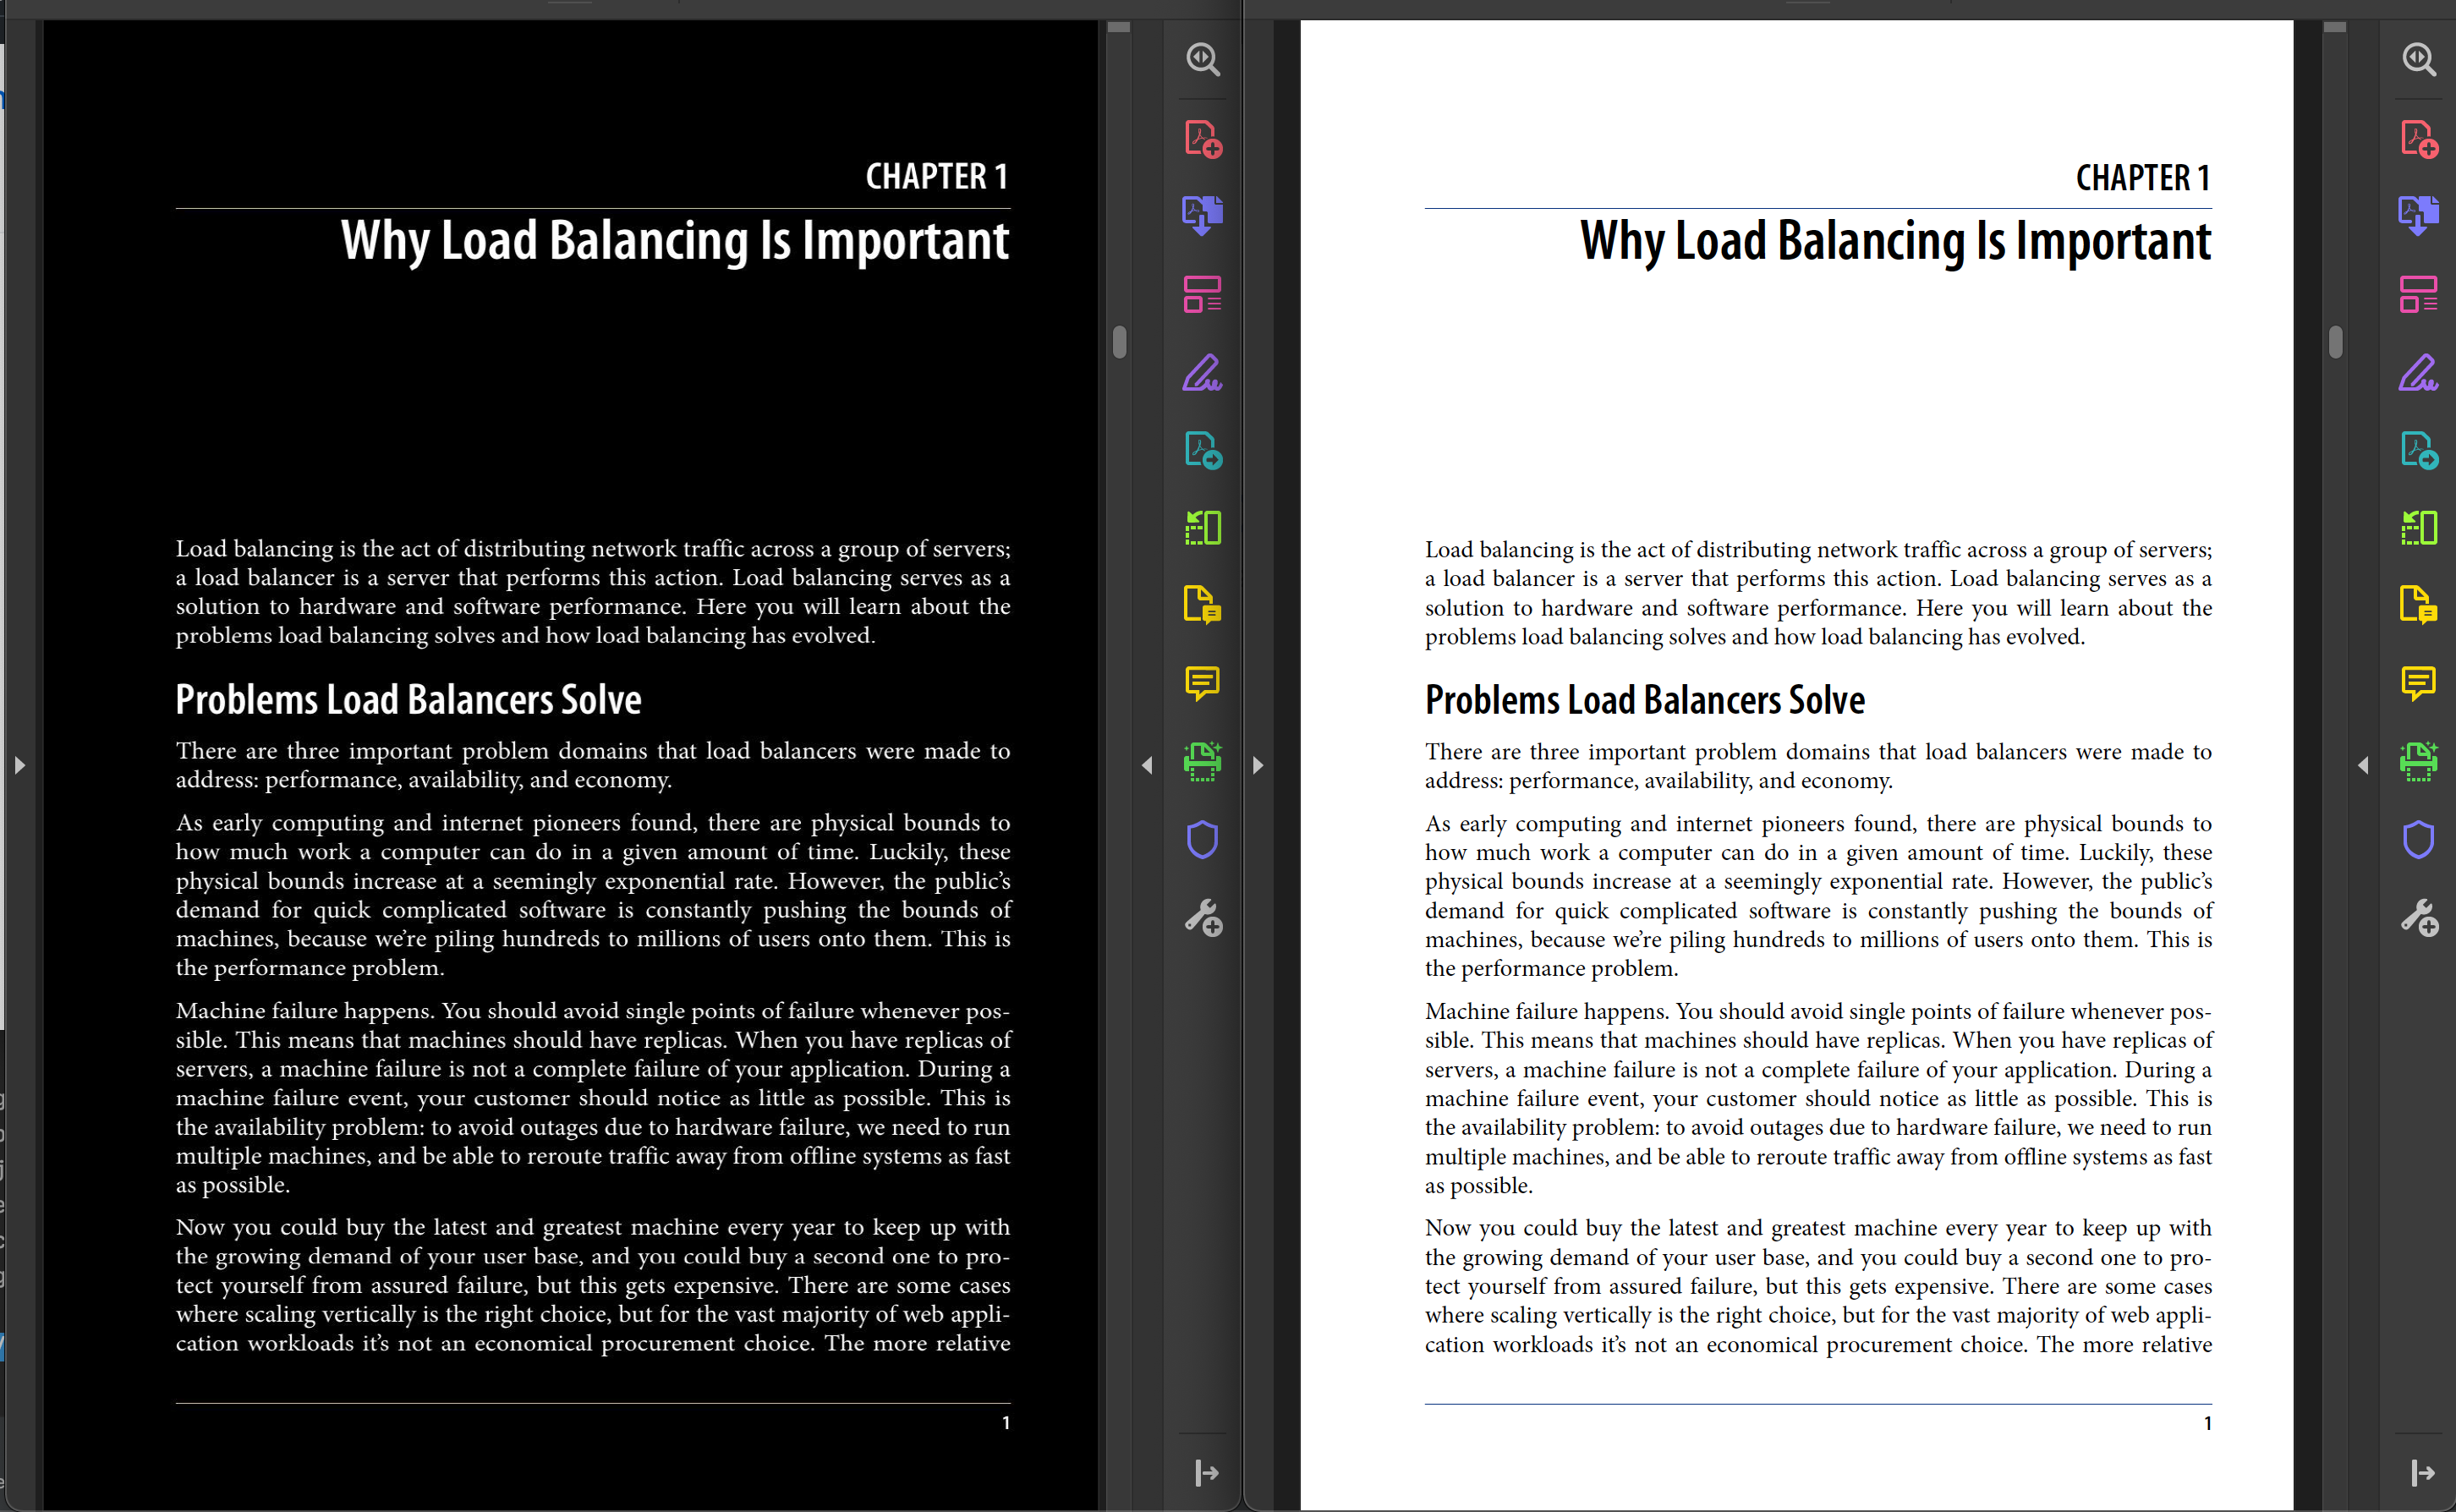 CHAPTER 1
Why Load Balancing Is Important
Load balancing is the act of distributing network traffic across a group of servers;
a load balancer is a server that performs this action. Load balancing serves as a
solution to hardware and software performance. Here you will learn about the
problems load balancing solves and how load balancing has evolved.
Problems Load Balancers Solve
There are three important problem domains that load balancers were made to
address: performance, availability, and economy.
As early computing and internet pioneers found, there are physical bounds to
how much work a computer can do in a given amount of time. Luckily, these
physical bounds increase at a seemingly exponential rate. However, the public’s
demand for quick complicated software is constantly pushing the bounds of
machines, because we’re piling hundreds to millions of users onto them. This is
the performance problem.
Machine failure happens. You should avoid single points of failure whenever pos-
sible. This means that machines should have replicas. When you have replicas of
servers, a machine failure is not a complete failure of your application. During a
machine failure event, your customer should notice as little as possible. This is
the availability problem: to avoid outages due to hardware failure, we need to run
multiple machines, and be able to reroute traffic away from offline systems as fast
as possible.
Now you could buy the latest and greatest machine every year to keep up with
the growing demand of your user base, and you could buy a second one to pro-
tect yourself from assured failure, but this gets expensive. There are some cases
where scaling vertically is the right choice, but for the vast majority of web appli-
cation workloads it’s not an economical procurement choice. The more relative
1
CHAPTER 1
Why Load Balancing Is Important
Load balancing is the act of distributing network traffic across a group of servers;
a load balancer is a server that performs this action. Load balancing serves as a
solution to hardware and software performance. Here you will learn about the
problems load balancing solves and how load balancing has evolved.
Problems Load Balancers Solve
There are three important problem domains that load balancers were made to
address: performance, availability, and economy.
As early computing and internet pioneers found, there are physical bounds to
how much work a computer can do in a given amount of time. Luckily, these
physical bounds increase at a seemingly exponential rate. However, the public’s
demand for quick complicated software is constantly pushing the bounds of
machines, because we’re piling hundreds to millions of users onto them. This is
the performance problem.
Machine failure happens. You should avoid single points of failure whenever pos-
sible. This means that machines should have replicas. When you have replicas of
servers, a machine failure is not a complete failure of your application. During a
machine failure event, your customer should notice as little as possible. This is
the availability problem: to avoid outages due to hardware failure, we need to run
multiple machines, and be able to reroute traffic away from offline systems as fast
as possible.
Now you could buy the latest and greatest machine every year to keep up with
the growing demand of your user base, and you could buy a second one to pro-
tect yourself from assured failure, but this gets expensive. There are some cases
where scaling vertically is the right choice, but for the vast majority of web appli-
cation workloads it’s not an economical procurement choice. The more relative
1